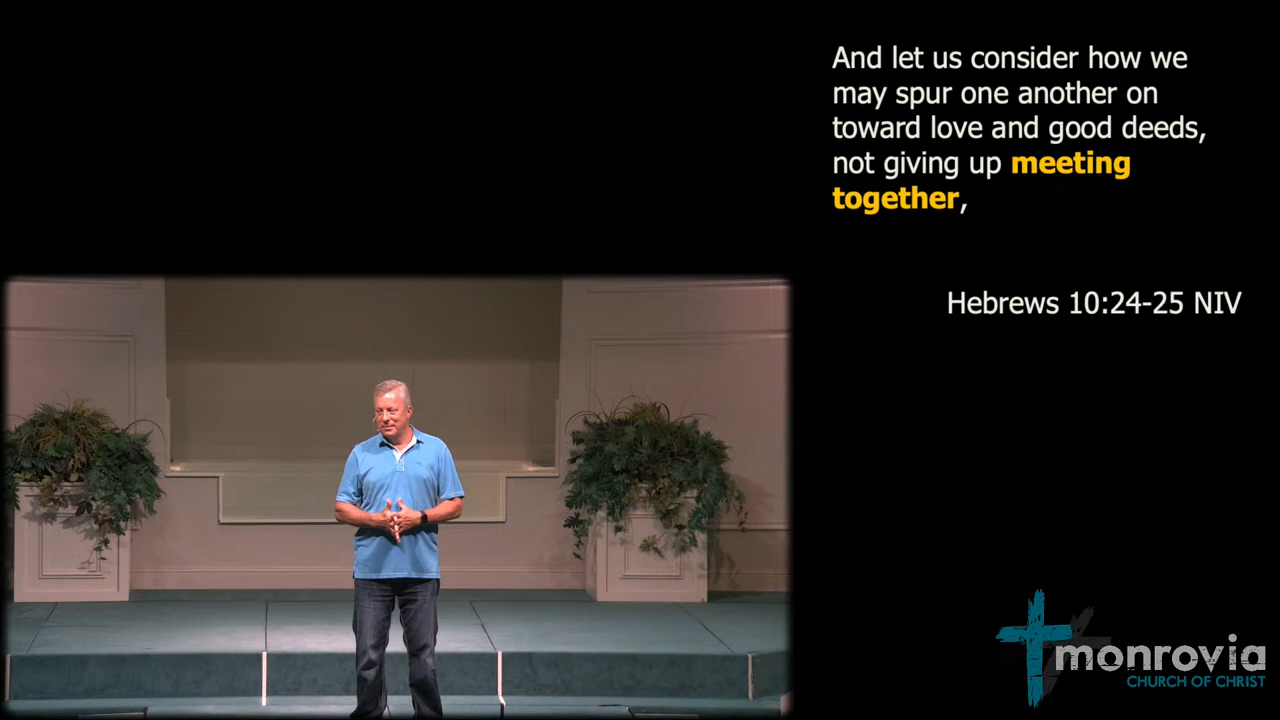 And let us consider how we
may spur one another on
toward love and good deeds,
not giving up meeting
together,
Hebrews 10:24-25 NIV
monrovia
CHURCH OF CHRIST